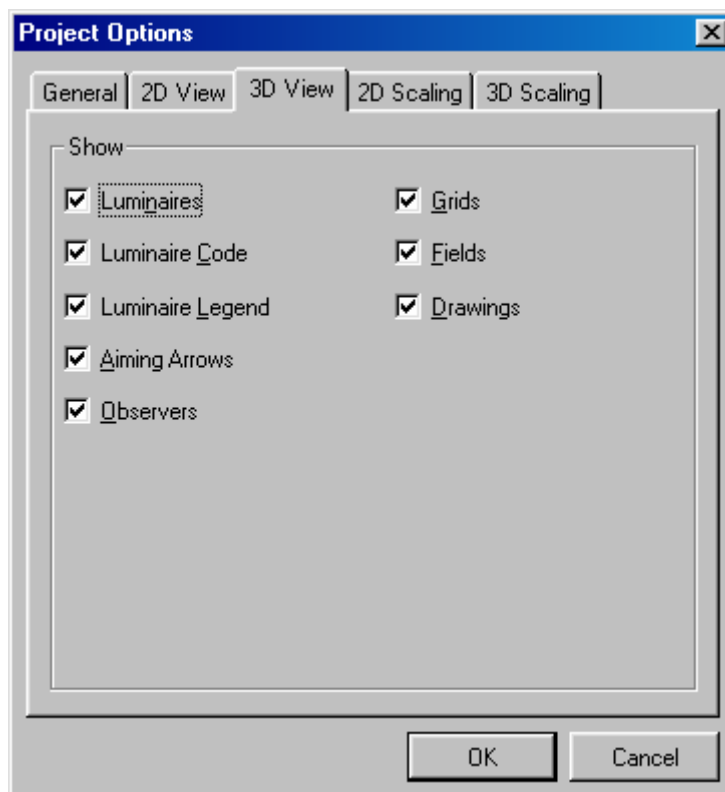 Project Options
General 2D View 3D View 2D Scaling 3D Scaling
Show
Luminaires Grids
Luminaire Code Fields
Luminaire Legend Drawings
Aiming Arrows
Observers
OK Cancel